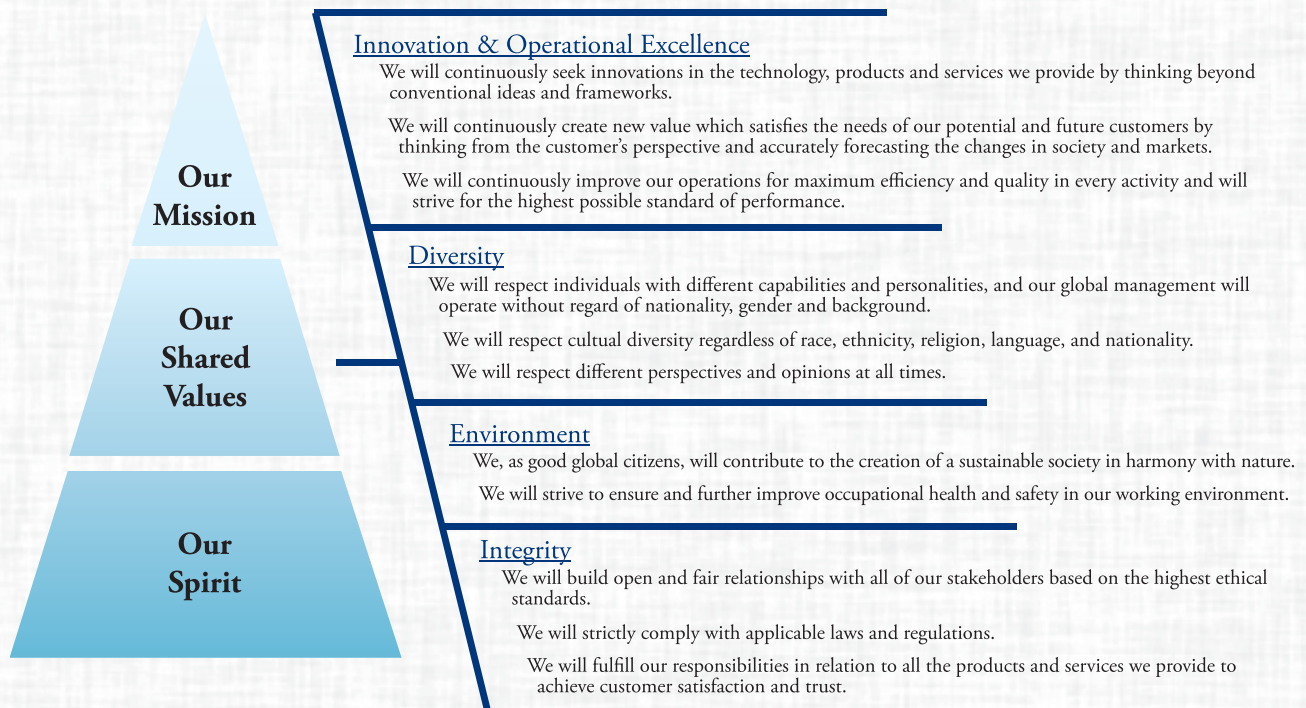 Our
Mission
Our
Shared
Values
Our
Spirit
Innovation & Operational Excellence
We will continuously seek innovations in the technology, products and services we provide by thinking beyond
conventional ideas and frameworks.
We will continuously create new value which satisfies the needs of our potential and future customers by
thinking from the customer’s perspective and accurately forecasting the changes in society and markets.
We will continuously improve our operations for maximum efficiency and quality in every activity and will
strive for the highest possible standard of performance.
Diversity
We will respect individuals with different capabilities and personalities, and our global management will
operate without regard of nationality, gender and background.
We will respect cultual diversity regardless of race, ethnicity, religion, language, and nationality.
We will respect different perspectives and opinions at all times.
Environment
We, as good global citizens, will contribute to the creation of a sustainable society in harmony with nature.
We will strive to ensure and further improve occupational health and safety in our working environment.
Integrity
We will build open and fair relationships with all of our stakeholders based on the highest ethical
standards.
We will strictly comply with applicable laws and regulations.
We will fulfill our responsibilities in relation to all the products and services we provide to
achieve customer satisfaction and trust.